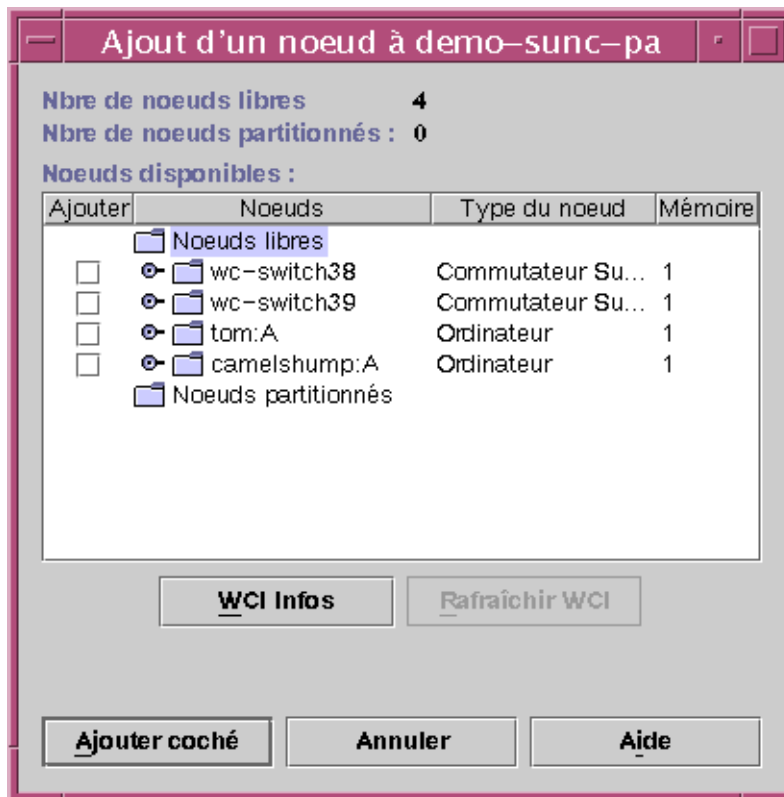 Ajout d'un noeud à demo-sunc-pa
Nbre de noeuds libres 4
Nbre de noeuds partitionnés : 0
Noeuds disponibles :
Ajouter Noeuds Type du noeud Mémoire
Noeuds libres
wc-switch38 Commutateur Su... 1
wc-switch39 Commutateur Su... 1
tom:A Ordinateur 1
camelshump:A Ordinateur 1
Noeuds partitionnés
WCI Infos Rafraîchir WCI
Ajouter coché Annuler Aide